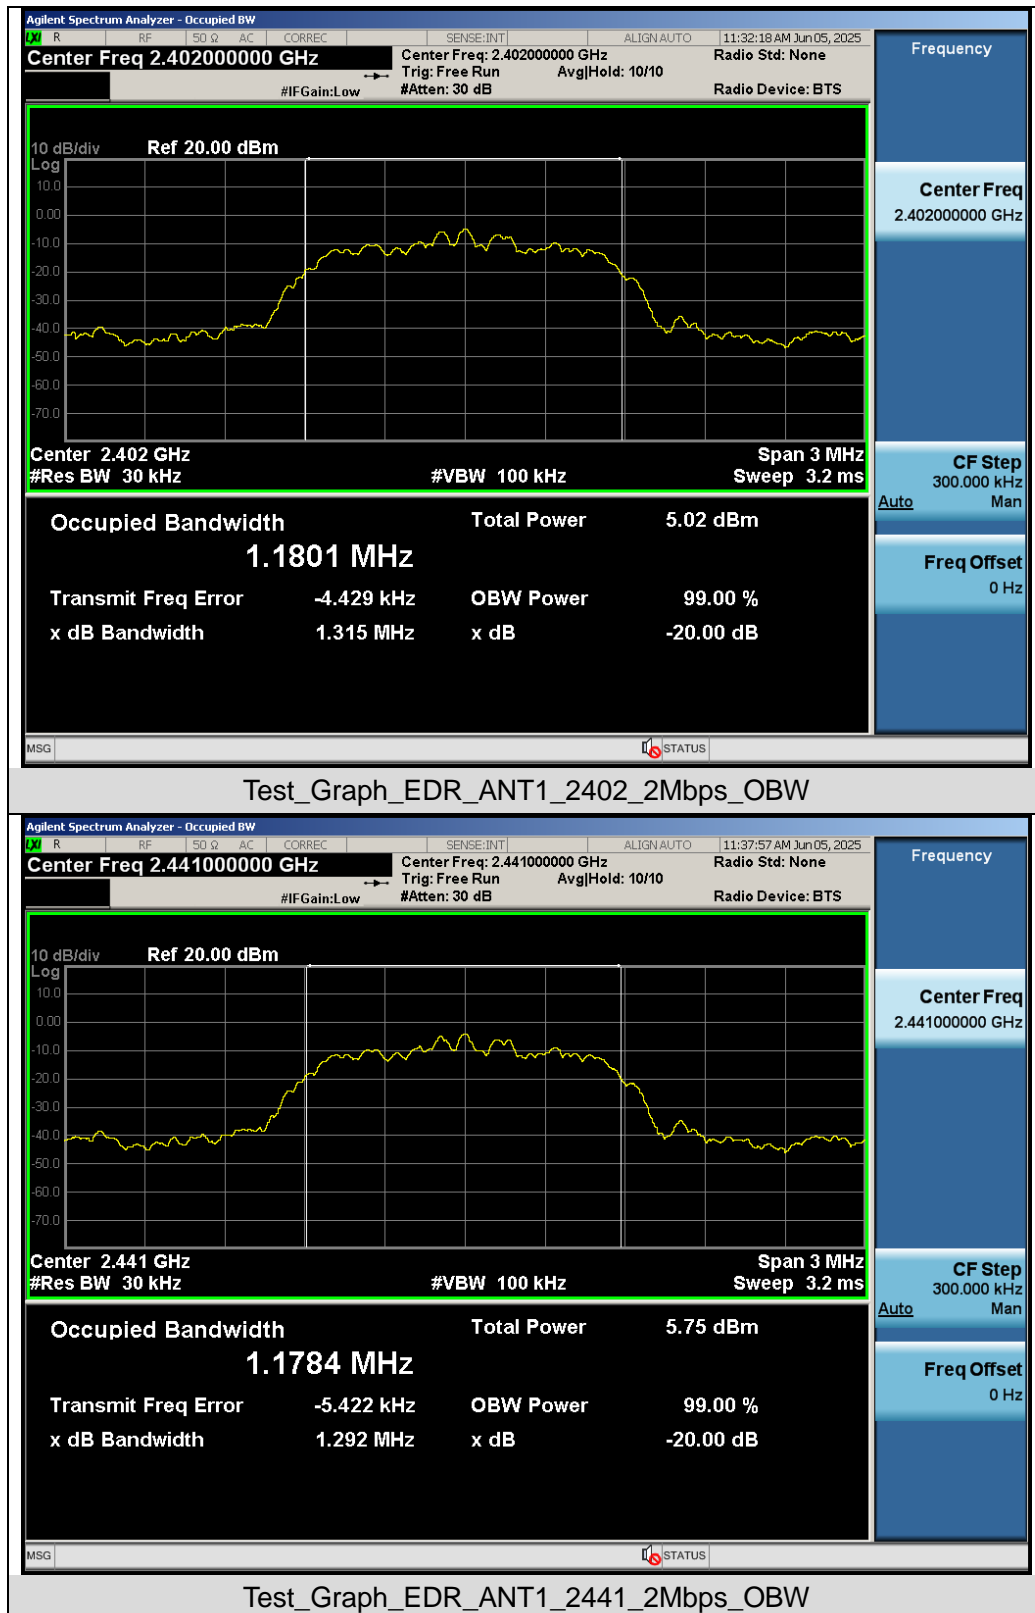 Agilent Spectrum Analyzer - Occupied BW
LXI R RF 50 Ω AC CORREC SENSE:INT ALIGN AUTO 11:32:18 AM Jun 05, 2025
Center Freq 2.402000000 GHz
Center Freq: 2.402000000 GHz Radio Std: None
Trig: Free Run Avg|Hold: 10/10
#IFGain:Low #Atten: 30 dB Radio Device: BTS
Frequency
10 dB/div Ref 20.00 dBm
Log
10.0
0.00
-10.0
-20.0
-30.0
-40.0
-50.0
-60.0
-70.0
Center 2.402 GHz Span 3 MHz
#Res BW 30 kHz #VBW 100 kHz Sweep 3.2 ms
Center Freq
2.402000000 GHz
CF Step
300.000 kHz
Auto Man
Freq Offset
0 Hz
Occupied Bandwidth Total Power 5.02 dBm
1.1801 MHz
Transmit Freq Error -4.429 kHz OBW Power 99.00 %
x dB Bandwidth 1.315 MHz x dB -20.00 dB
MSG STATUS
Test_Graph_EDR_ANT1_2402_2Mbps_OBW
Agilent Spectrum Analyzer - Occupied BW
LXI R RF 50 Ω AC CORREC SENSE:INT ALIGN AUTO 11:37:57 AM Jun 05, 2025
Center Freq 2.441000000 GHz
Center Freq: 2.441000000 GHz Radio Std: None
Trig: Free Run Avg|Hold: 10/10
#IFGain:Low #Atten: 30 dB Radio Device: BTS
Frequency
10 dB/div Ref 20.00 dBm
Log
10.0
0.00
-10.0
-20.0
-30.0
-40.0
-50.0
-60.0
-70.0
Center 2.441 GHz Span 3 MHz
#Res BW 30 kHz #VBW 100 kHz Sweep 3.2 ms
Center Freq
2.441000000 GHz
CF Step
300.000 kHz
Auto Man
Freq Offset
0 Hz
Occupied Bandwidth Total Power 5.75 dBm
1.1784 MHz
Transmit Freq Error -5.422 kHz OBW Power 99.00 %
x dB Bandwidth 1.292 MHz x dB -20.00 dB
MSG STATUS
Test_Graph_EDR_ANT1_2441_2Mbps_OBW